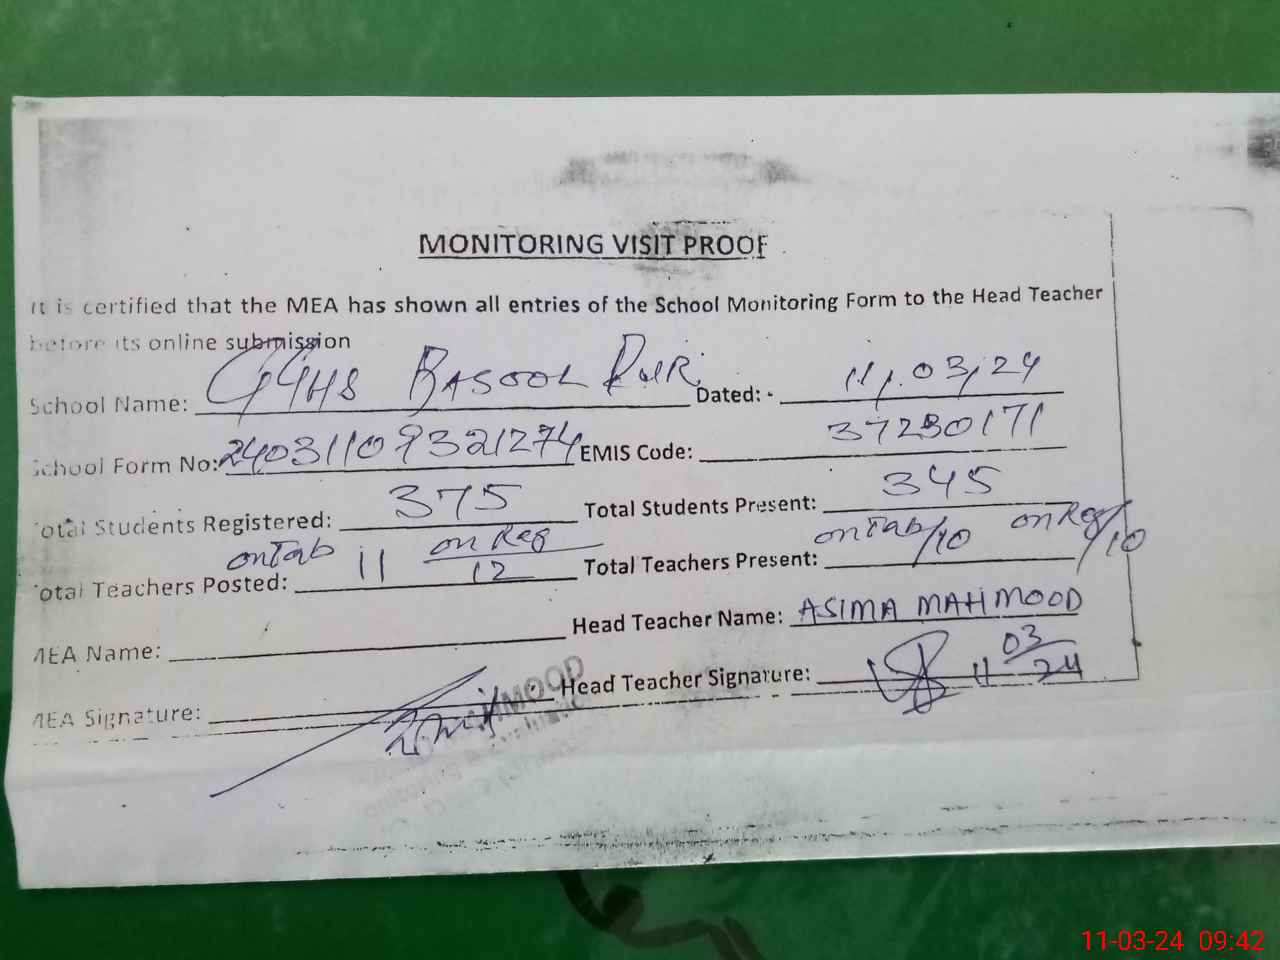 MONITORING VISIT PROOF
It is certified that the MEA has shown all entries of the School Monitoring Form to the Head Teacher
before its online submission
School Name: GGHS RASOOL PUR Dated: - 11,03,24
School Form No: 24031109321274 EMIS Code: 37230171
Total Students Registered: 375 Total Students Present: 345
Total Teachers Posted: on Tab 11 on Reg 12 Total Teachers Present: on Tab/10 on Reg/10
MEA Name: Head Teacher Name: ASIMA MAHMOOD
MEA Signature: Head Teacher Signature: 11 03/24
MOOD
11-03-24 09:42